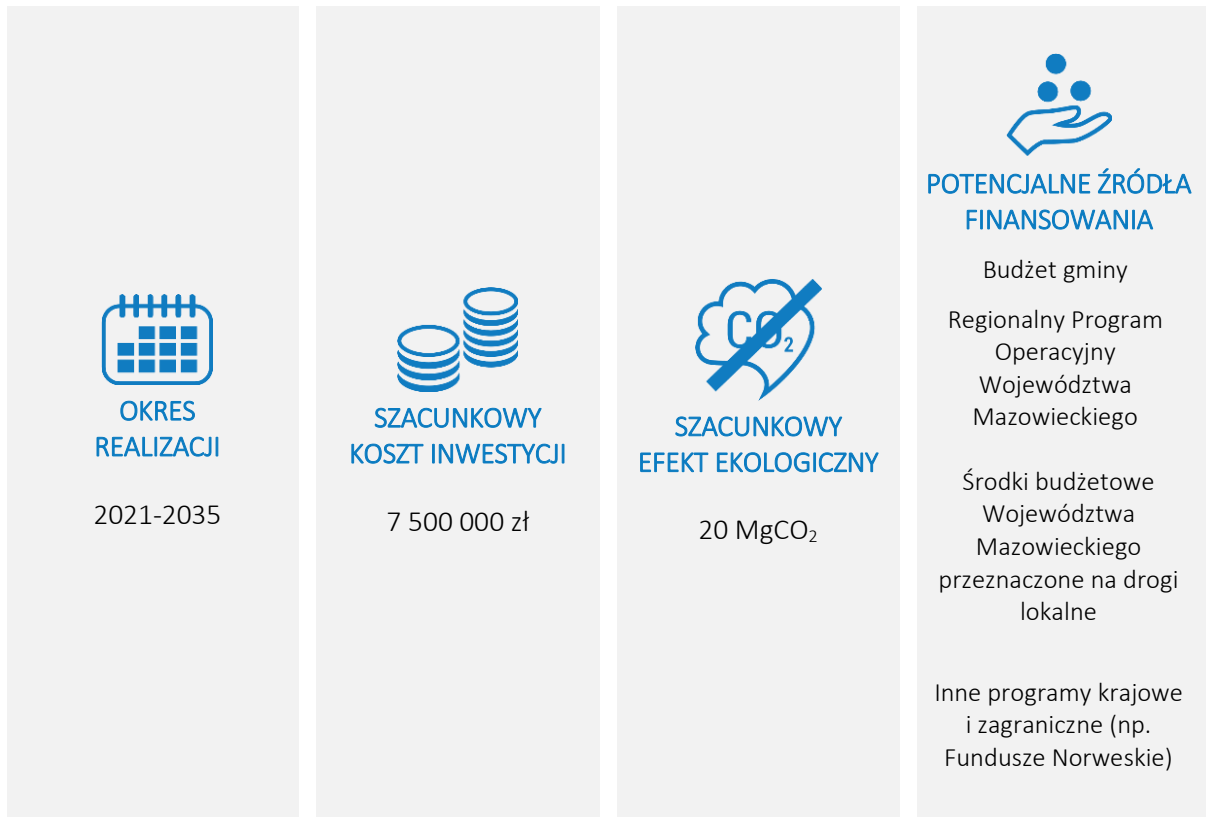 OKRES
REALIZACJI
2021-2035
SZACUNKOWY
KOSZT INWESTYCJI
7 500 000 zł
CO₂
SZACUNKOWY
EFEKT EKOLOGICZNY
20 MgCO₂
POTENCJALNE ŹRÓDŁA
FINANSOWANIA
Budżet gminy
Regionalny Program
Operacyjny
Województwa
Mazowieckiego
Środki budżetowe
Województwa
Mazowieckiego
przeznaczone na drogi
lokalne
Inne programy krajowe
i zagraniczne (np.
Fundusze Norweskie)